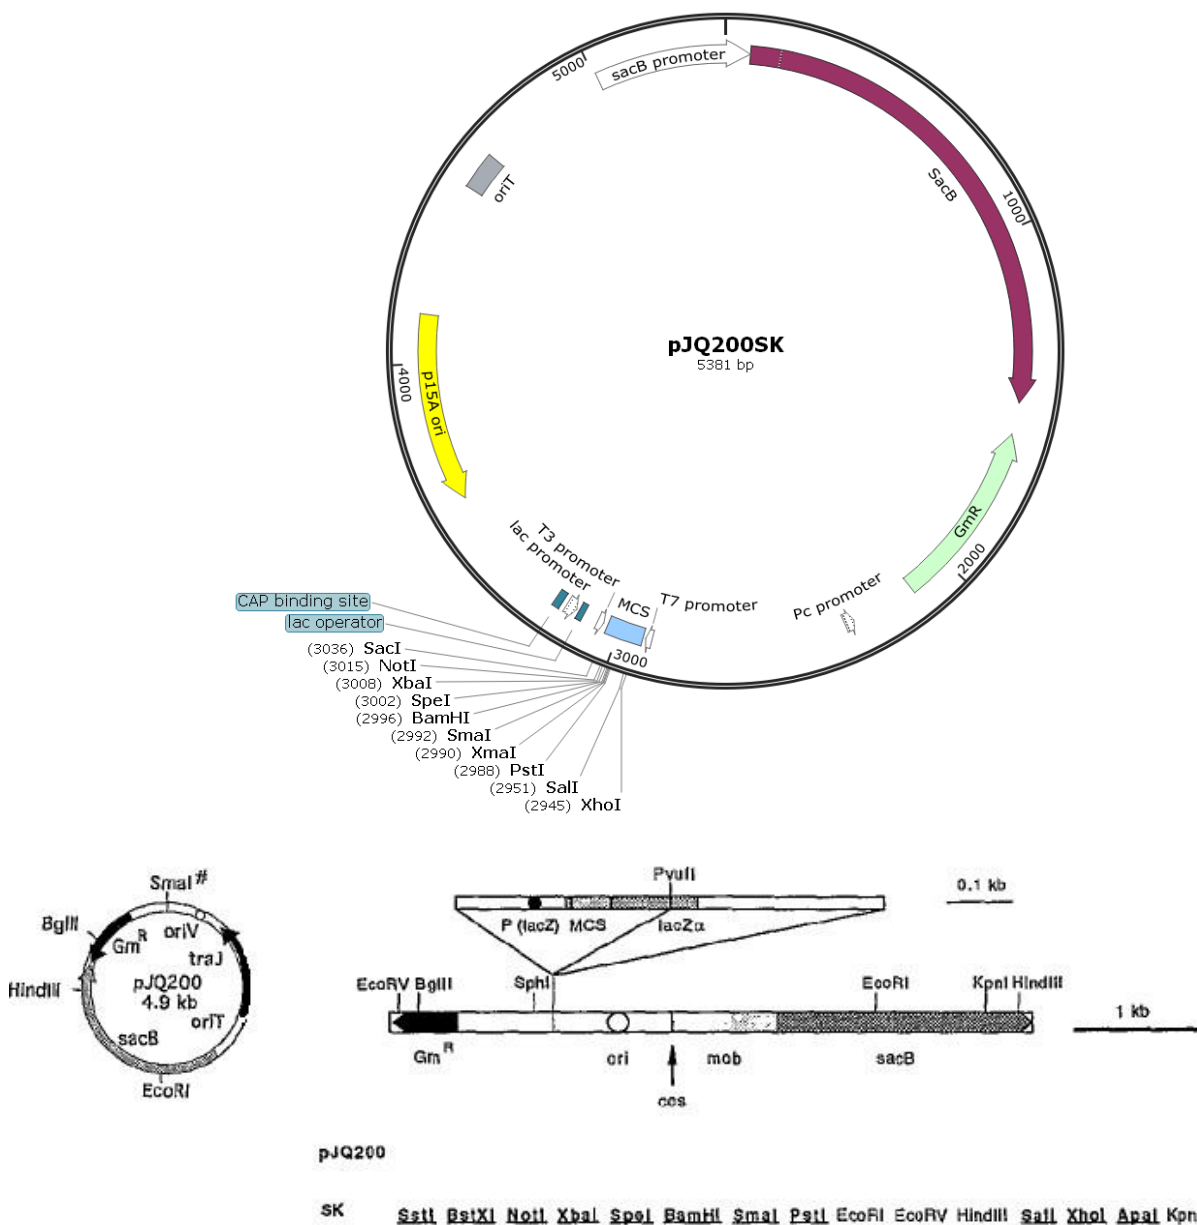 sacB promoter
5000
SacB
oriT
1000
pJQ200SK
5381 bp
4000
p15A ori
GmR
2000
T3 promoter
lac promoter
MCS
T7 promoter
Pc promoter
CAP binding site
lac operator
3000
(3036) SacI
(3015) NotI
(3008) XbaI
(3002) SpeI
(2996) BamHI
(2992) SmaI
(2990) XmaI
(2988) PstI
(2951) SalI
(2945) XhoI
SmaI #
BglII
GmR
oriV
traJ
HindIII
pJQ200
4.9 kb
oriT
sacB
EcoRI
PvuII
0.1 kb
P (lacZ) MCS lacZα
EcoRV BglII SphI EcoRI KpnI HindIII
1 kb
GmR ori mob sacB
cos
pJQ200
SK SstI BstXI NotI XbaI SpeI BamHI SmaI PstI EcoRI EcoRV HindIII SalI XhoI ApaI Kpn